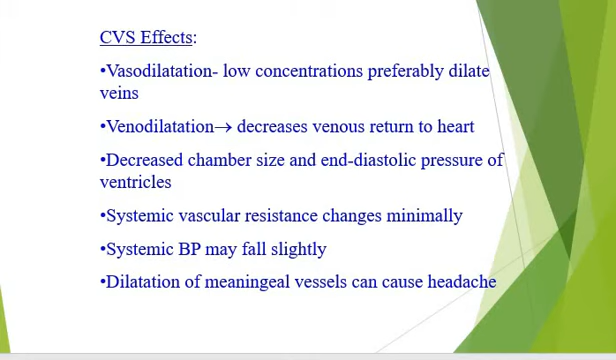 CVS Effects:
•Vasodilatation- low concentrations preferably dilate
veins
•Venodilatation→ decreases venous return to heart
•Decreased chamber size and end-diastolic pressure of
ventricles
•Systemic vascular resistance changes minimally
•Systemic BP may fall slightly
•Dilatation of meaningeal vessels can cause headache